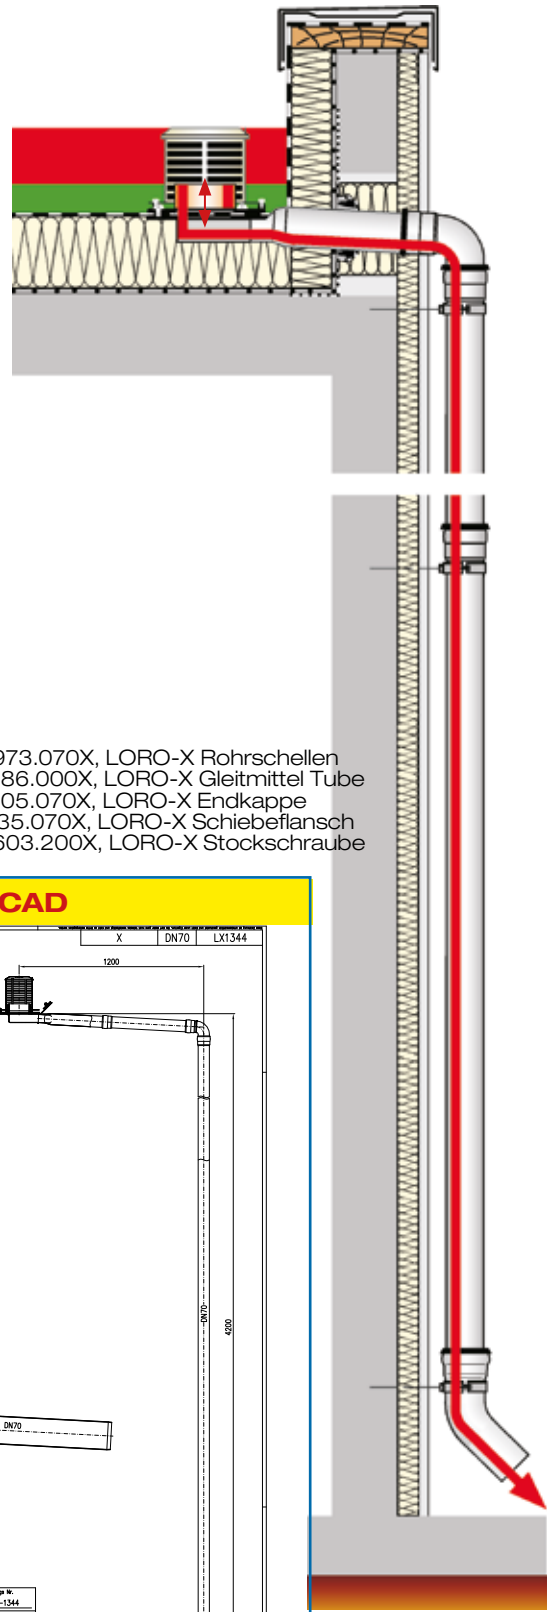 973.070X, LORO-X Rohrschellen
86.000X, LORO-X Gleitmittel Tube
05.070X, LORO-X Endkappe
35.070X, LORO-X Schiebeflansch
603.200X, LORO-X Stockschraube
CAD
X DN70 LX1344
1200
DN70
4200
DN70
-1344